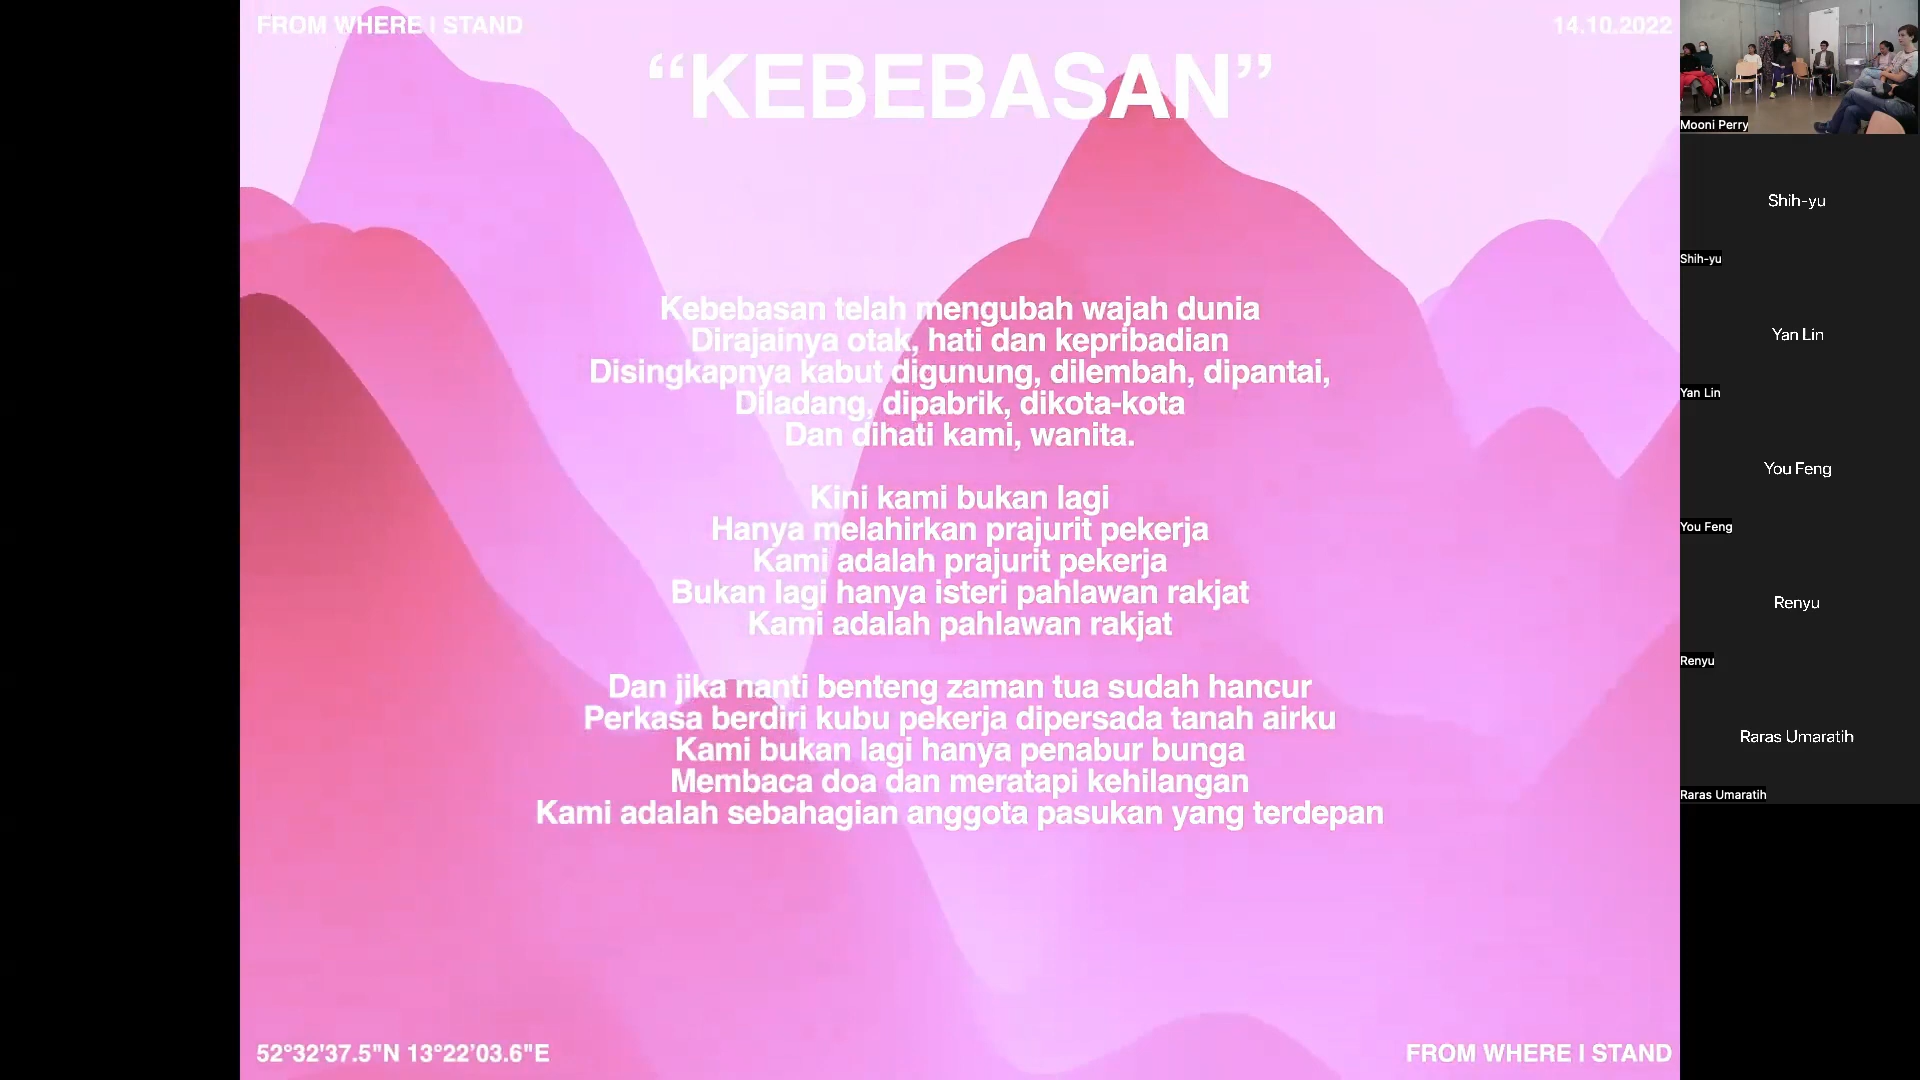 FROM WHERE I STAND
14.10.2022
“KEBEBASAN”
Kebebasan telah mengubah wajah dunia
Dirajainya otak, hati dan kepribadian
Disingkapnya kabut digunung, dilembah, dipantai,
Diladang, dipabrik, dikota-kota
Dan dihati kami, wanita.
Kini kami bukan lagi
Hanya melahirkan prajurit pekerja
Kami adalah prajurit pekerja
Bukan lagi hanya isteri pahlawan rakjat
Kami adalah pahlawan rakjat
Dan jika nanti benteng zaman tua sudah hancur
Perkasa berdiri kubu pekerja dipersada tanah airku
Kami bukan lagi hanya penabur bunga
Membaca doa dan meratapi kehilangan
Kami adalah sebahagian anggota pasukan yang terdepan
52°32'37.5"N 13°22’03.6"E
FROM WHERE I STAND
Mooni Perry
Shih-yu
Shih-yu
Yan Lin
Yan Lin
You Feng
You Feng
Renyu
Renyu
Raras Umaratih
Raras Umaratih